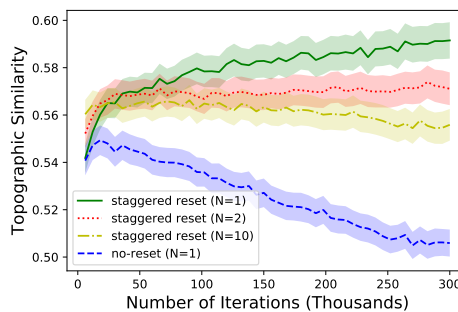 0.60
0.58
0.56
0.54
0.52
0.50
Topographic Similarity
staggered reset (N=1)
staggered reset (N=2)
staggered reset (N=10)
no-reset (N=1)
0 50 100 150 200 250 300
Number of Iterations (Thousands)